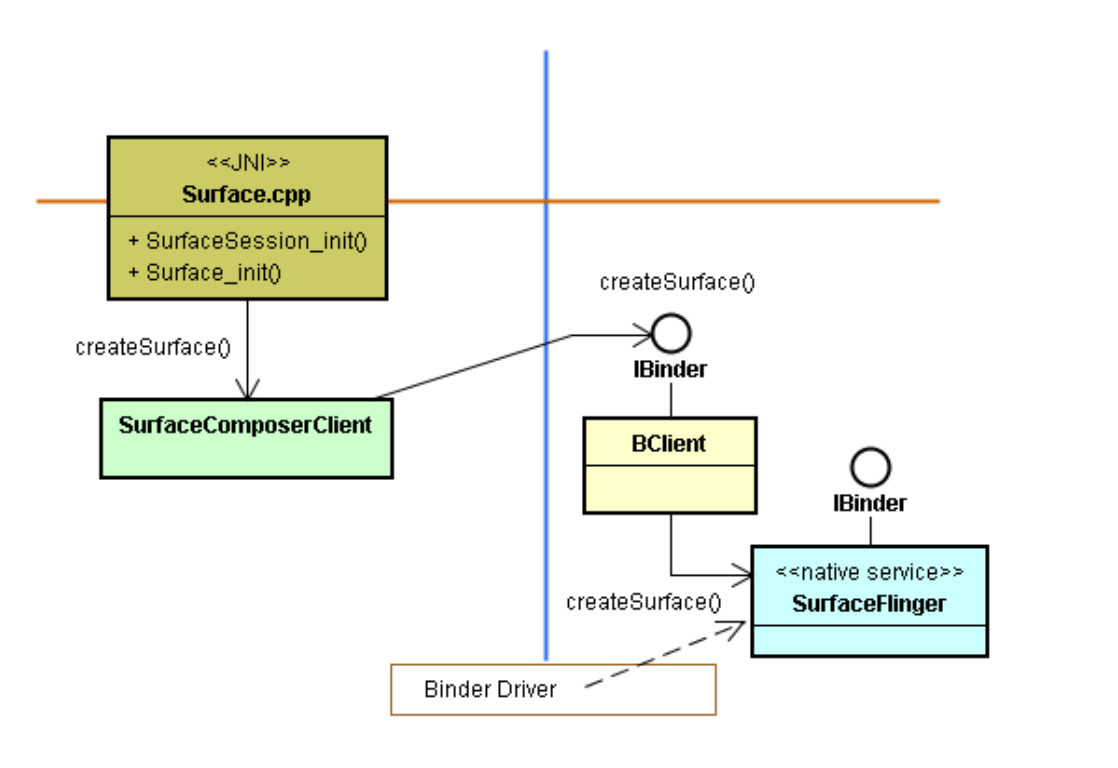 <<JNI>>
Surface.cpp
+ SurfaceSession_init()
+ Surface_init()
createSurface()
createSurface()
IBinder
SurfaceComposerClient
BClient
IBinder
<<native service>>
SurfaceFlinger
createSurface()
Binder Driver